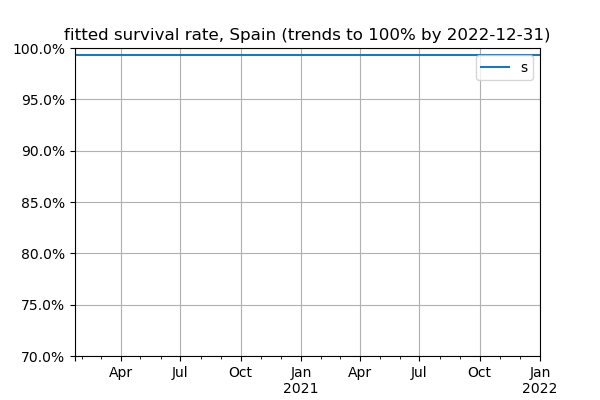 fitted survival rate, Spain (trends to 100% by 2022-12-31)
100.0%
s
95.0%
90.0%
85.0%
80.0%
75.0%
70.0%
Apr Jul Oct Jan Apr Jul Oct Jan
2021 2022